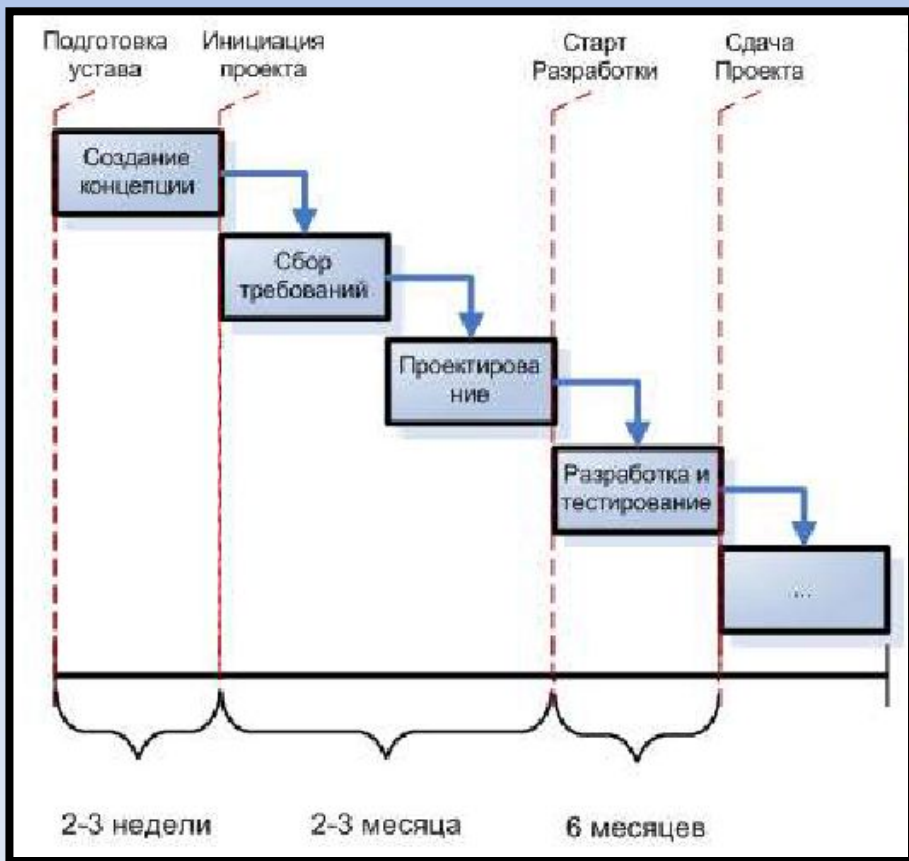 Подготовка
устава
Инициация
проекта
Старт
Разработки
Сдача
Проекта
Создание
концепции
Сбор
требований
Проектирова
ние
Разработка и
тестирование
...
2-3 недели
2-3 месяца
6 месяцев